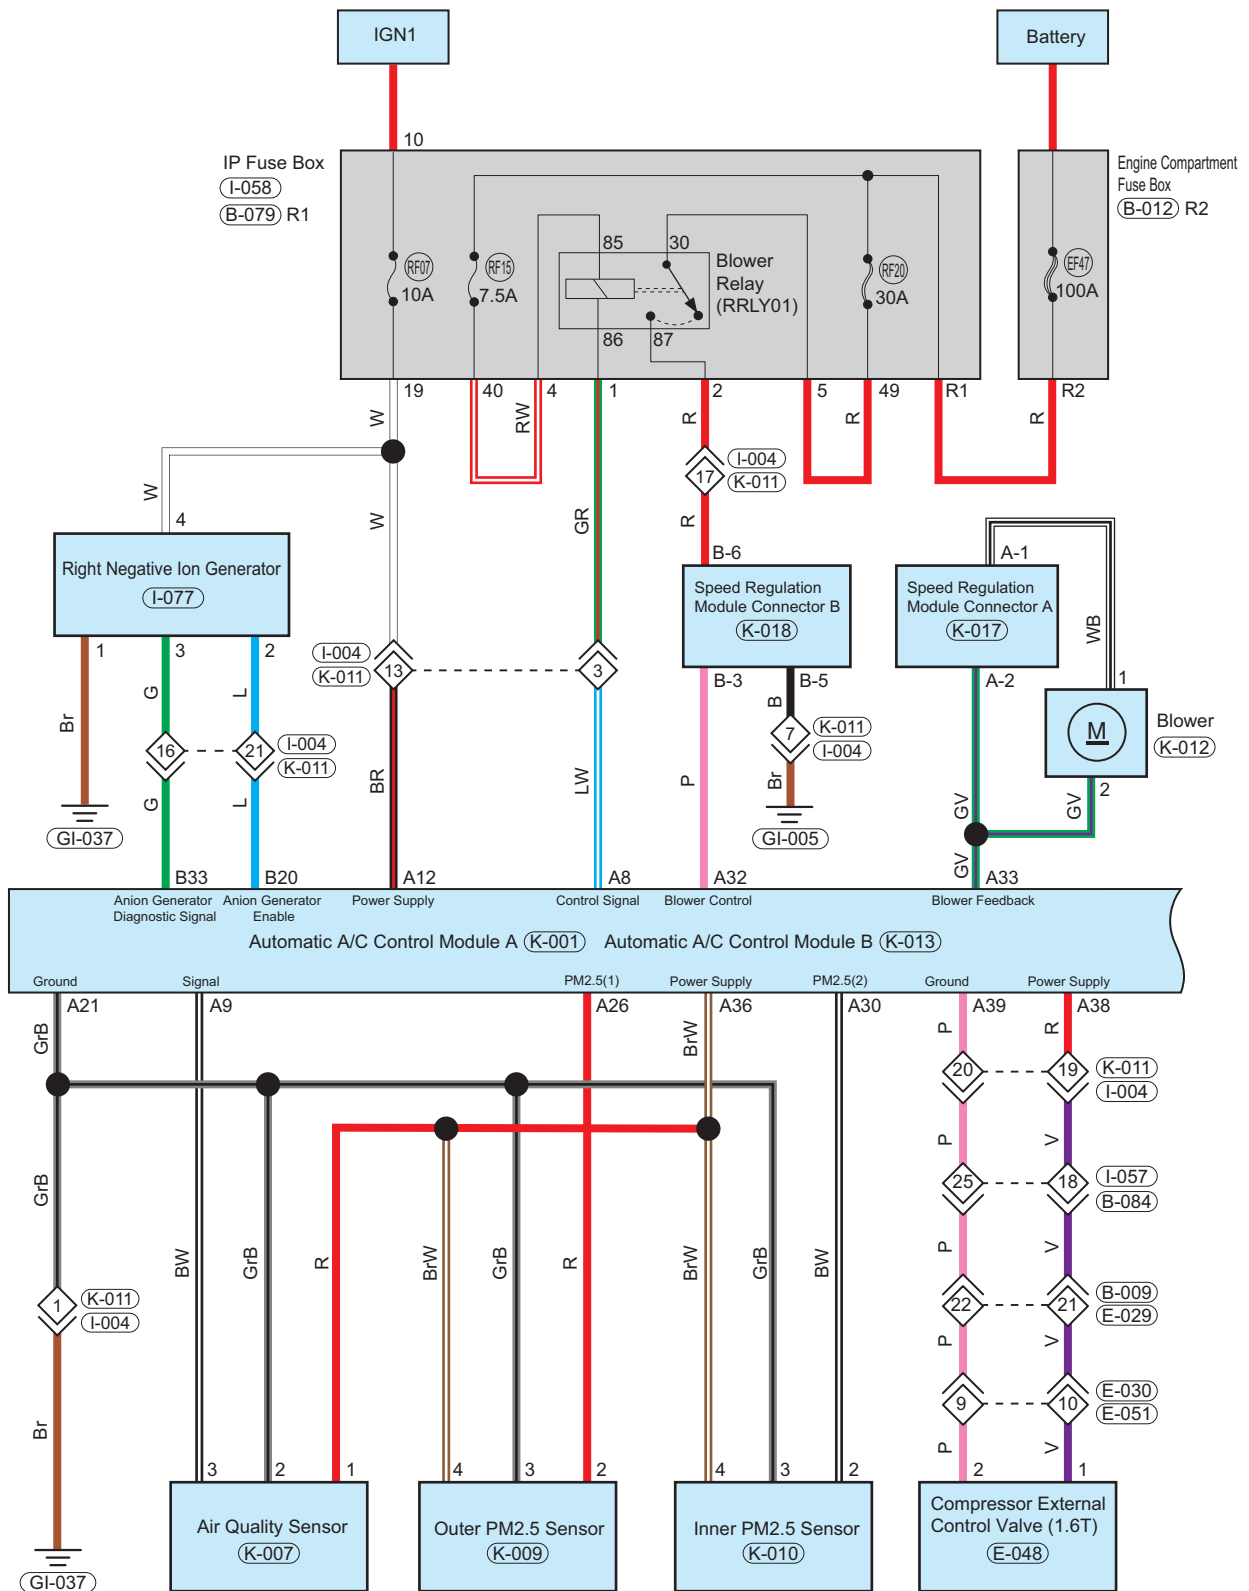 IGN1
Battery
10
IP Fuse Box
I-058
B-079 R1
Engine Compartment
Fuse Box
B-012 R2
RF07
10A
RF15
7.5A
85
30
Blower
Relay
(RRLY01)
86
87
RF20
30A
EF47
100A
19
40
4
1
2
5
49
R1
R2
W
RW
R
R
R
I-004
17
K-011
W
W
GR
R
4
Right Negative Ion Generator
I-077
B-6
Speed Regulation
Module Connector B
K-018
A-1
Speed Regulation
Module Connector A
K-017
WB
1
3
2
I-004
K-011
13
3
B-3
B-5
A-2
1
G
L
B
Br
16
21
I-004
K-011
7
K-011
I-004
M
Blower
K-012
BR
LW
P
Br
2
G
L
GV
GV
GI-037
GI-005
GV
B33
B20
A12
A8
A32
A33
Anion Generator
Diagnostic Signal
Anion Generator
Enable
Power Supply
Control Signal
Blower Control
Blower Feedback
Automatic A/C Control Module A K-001
Automatic A/C Control Module B K-013
Ground
Signal
PM2.5(1)
Power Supply
PM2.5(2)
Ground
Power Supply
A21
A9
A26
A36
A30
A39
A38
GrB
BrW
P
R
20
19
K-011
I-004
P
V
GrB
25
18
I-057
B-084
BW
GrB
R
BrW
GrB
R
BrW
GrB
BW
P
V
1
K-011
I-004
22
21
B-009
E-029
P
V
9
10
E-030
E-051
Br
P
V
3
2
1
4
3
2
4
3
2
2
1
Air Quality Sensor
K-007
Outer PM2.5 Sensor
K-009
Inner PM2.5 Sensor
K-010
Compressor External
Control Valve (1.6T)
E-048
GI-037